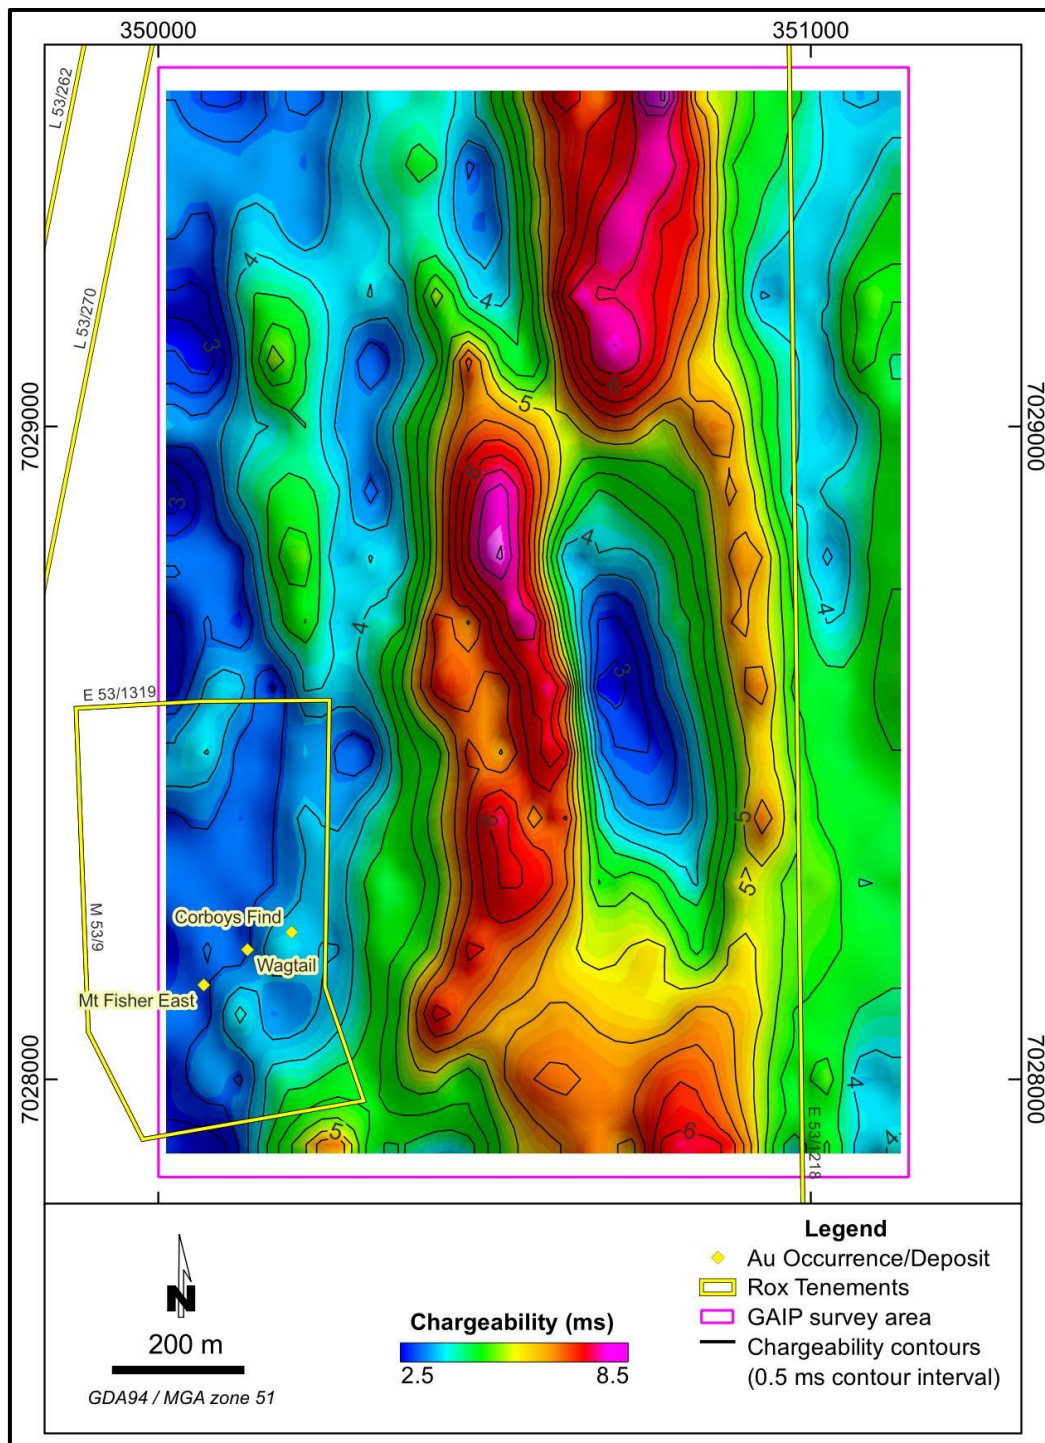 350000
351000
L 53/262
L 53/270
7029000
7029000
4
3
4
6
5
6
3
4
4
4
3
E 53/1319
6
5
5
M 53/9
Corboys Find
Wagtail
Mt Fisher East
7028000
7028000
4
5
6
4
E 53/1218
N
200 m
GDA94 / MGA zone 51
Chargeability (ms)
2.5
8.5
Legend
Au Occurrence/Deposit
Rox Tenements
GAIP survey area
Chargeability contours
(0.5 ms contour interval)